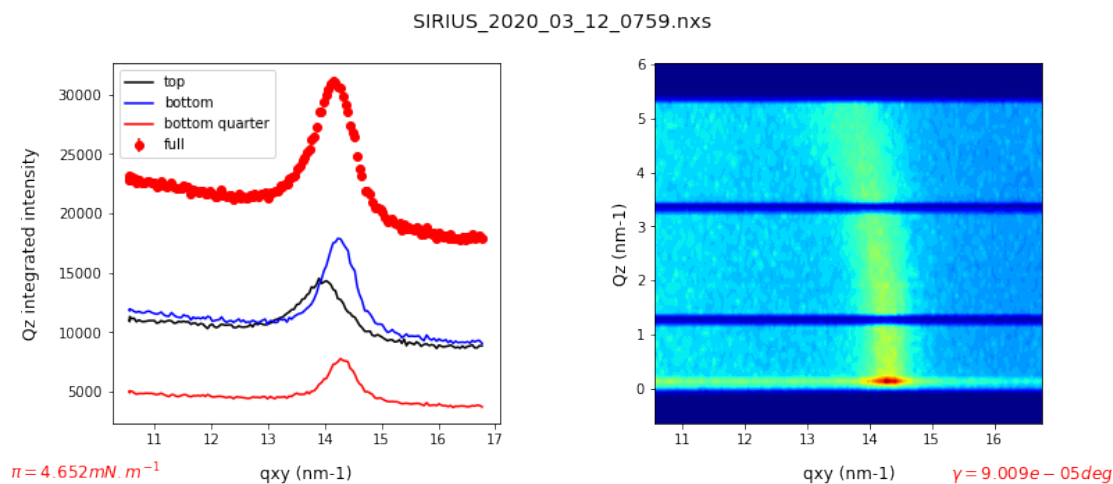 SIRIUS_2020_03_12_0759.nxs
top
bottom
bottom quarter
full
Qz integrated intensity
30000
25000
20000
15000
10000
5000
11 12 13 14 15 16 17
qxy (nm-1)
π = 4.652mN.m⁻¹
Qz (nm-1)
6
5
4
3
2
1
0
11 12 13 14 15 16
qxy (nm-1)
γ = 9.009e − 05deg